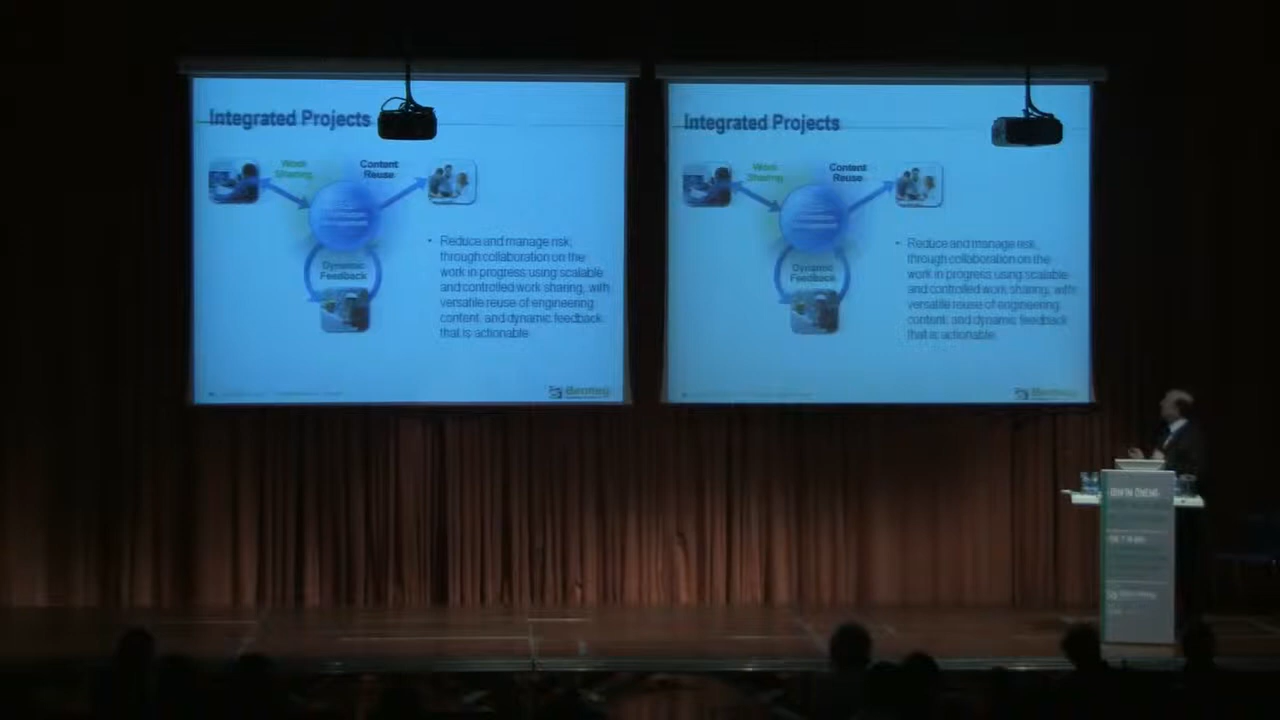 Integrated Projects
Work
Sharing
Content
Reuse
Dynamic
Feedback
• Reduce and manage risk,
through collaboration on the
work in progress using scalable
and controlled work sharing, with
versatile reuse of engineering
content, and dynamic feedback
that is actionable
Bentley
Integrated Projects
Work
Sharing
Content
Reuse
Dynamic
Feedback
• Reduce and manage risk,
through collaboration on the
work in progress using scalable
and controlled work sharing, with
versatile reuse of engineering
content, and dynamic feedback
that is actionable
Bentley